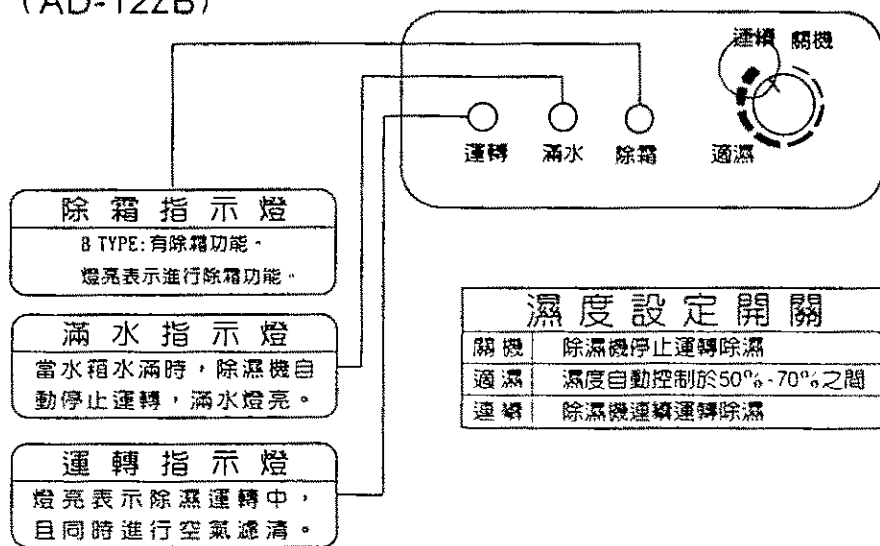 (AD-12ZB)
連續 關機
運轉 滿水 除霜 適濕
除霜指示燈
B TYPE:有除霜功能。
燈亮表示進行除霜功能。
滿水指示燈
當水箱水滿時，除濕機自
動停止運轉，滿水燈亮。
運轉指示燈
燈亮表示除濕運轉中，
且同時進行空氣濾清。
濕度設定開關
關機 除濕機停止運轉除濕
適濕 濕度自動控制於50%-70%之間
連續 除濕機連續運轉除濕